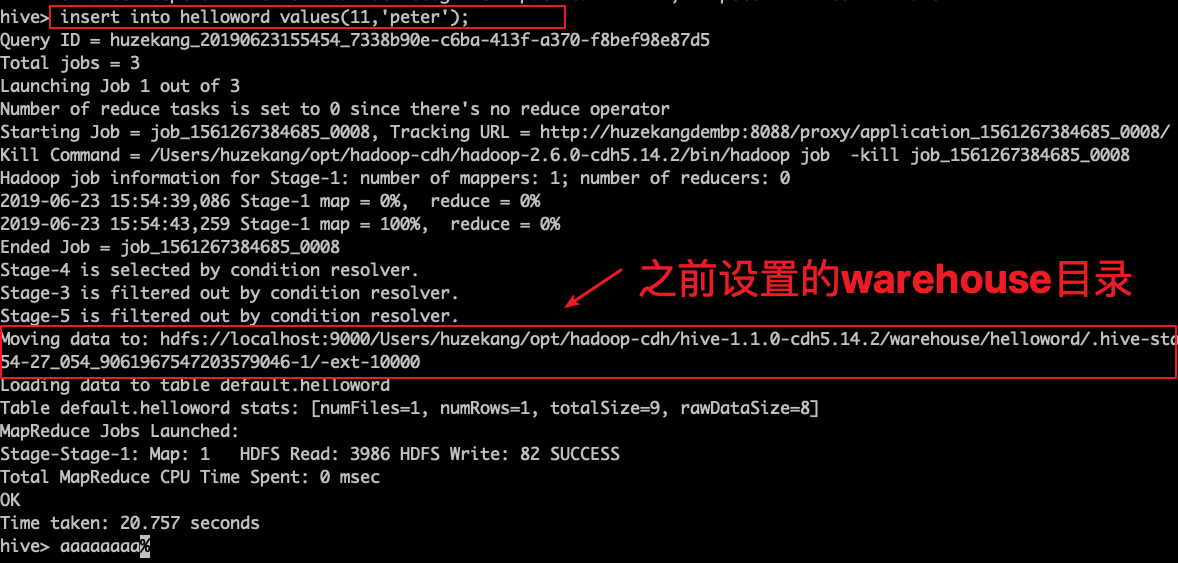 hive> insert into helloword values(11,'peter');
Query ID = huzekang_20190623155454_7338b90e-c6ba-413f-a370-f8bef98e87d5
Total jobs = 3
Launching Job 1 out of 3
Number of reduce tasks is set to 0 since there's no reduce operator
Starting Job = job_1561267384685_0008, Tracking URL = http://huzekangdembp:8088/proxy/application_1561267384685_0008/
Kill Command = /Users/huzekang/opt/hadoop-cdh/hadoop-2.6.0-cdh5.14.2/bin/hadoop job  -kill job_1561267384685_0008
Hadoop job information for Stage-1: number of mappers: 1; number of reducers: 0
2019-06-23 15:54:39,086 Stage-1 map = 0%,  reduce = 0%
2019-06-23 15:54:43,259 Stage-1 map = 100%,  reduce = 0%
Ended Job = job_1561267384685_0008
Stage-4 is selected by condition resolver.
Stage-3 is filtered out by condition resolver.
之前设置的warehouse目录
Stage-5 is filtered out by condition resolver.
Moving data to: hdfs://localhost:9000/Users/huzekang/opt/hadoop-cdh/hive-1.1.0-cdh5.14.2/warehouse/helloword/.hive-sta
54-27_054_9061967547203579046-1/-ext-10000
Loading data to table default.helloword
Table default.helloword stats: [numFiles=1, numRows=1, totalSize=9, rawDataSize=8]
MapReduce Jobs Launched:
Stage-Stage-1: Map: 1   HDFS Read: 3986 HDFS Write: 82 SUCCESS
Total MapReduce CPU Time Spent: 0 msec
OK
Time taken: 20.757 seconds
hive> aaaaaaaa%